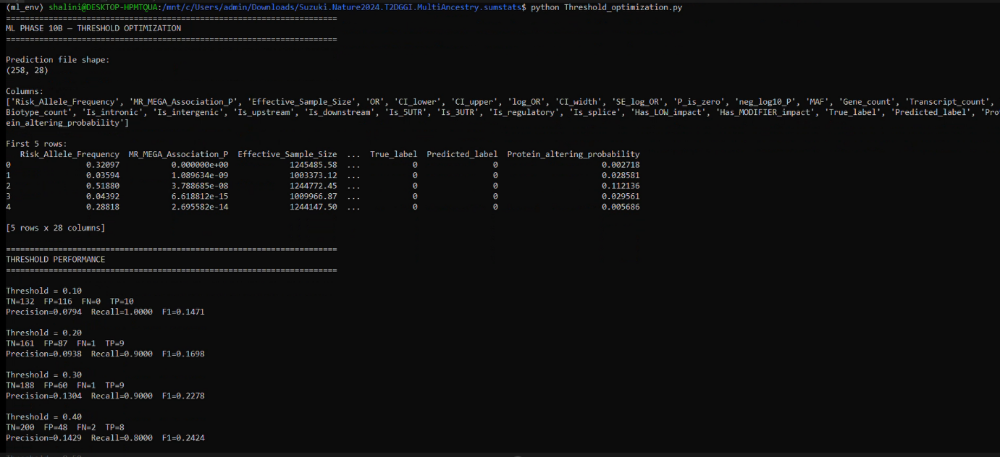 (ml_env) shalini@DESKTOP-HPMTQUA:/mnt/c/Users/admin/Downloads/Suzuki.Nature2024.T2DGGI.MultiAncestry.sumstats$ python Threshold_optimization.py
======================================================================
ML PHASE 10B — THRESHOLD OPTIMIZATION
======================================================================
Prediction file shape:
(258, 28)
Columns:
['Risk_Allele_Frequency', 'MR_MEGA_Association_P', 'Effective_Sample_Size', 'OR', 'CI_lower', 'CI_upper', 'log_OR', 'CI_width', 'SE_log_OR', 'P_is_zero', 'neg_log10_P', 'MAF', 'Gene_count', 'Transcript_count', '
Biotype_count', 'Is_intronic', 'Is_intergenic', 'Is_upstream', 'Is_downstream', 'Is_5UTR', 'Is_3UTR', 'Is_regulatory', 'Is_splice', 'Has_LOW_impact', 'Has_MODIFIER_impact', 'True_label', 'Predicted_label', 'Prot
ein_altering_probability']
First 5 rows:
Risk_Allele_Frequency MR_MEGA_Association_P Effective_Sample_Size ... True_label Predicted_label Protein_altering_probability
0 0.32097 0.000000e+00 1245485.58 ... 0 0 0.002718
1 0.03594 1.089634e-09 1003373.12 ... 0 0 0.028581
2 0.51880 3.788685e-08 1244772.45 ... 0 0 0.112136
3 0.04392 6.618812e-15 1009966.87 ... 0 0 0.029561
4 0.28818 2.695582e-14 1244147.50 ... 0 0 0.005686
[5 rows x 28 columns]
======================================================================
THRESHOLD PERFORMANCE
======================================================================
Threshold = 0.10
TN=132 FP=116 FN=0 TP=10
Precision=0.0794 Recall=1.0000 F1=0.1471
Threshold = 0.20
TN=161 FP=87 FN=1 TP=9
Precision=0.0938 Recall=0.9000 F1=0.1698
Threshold = 0.30
TN=188 FP=60 FN=1 TP=9
Precision=0.1304 Recall=0.9000 F1=0.2278
Threshold = 0.40
TN=200 FP=48 FN=2 TP=8
Precision=0.1429 Recall=0.8000 F1=0.2424